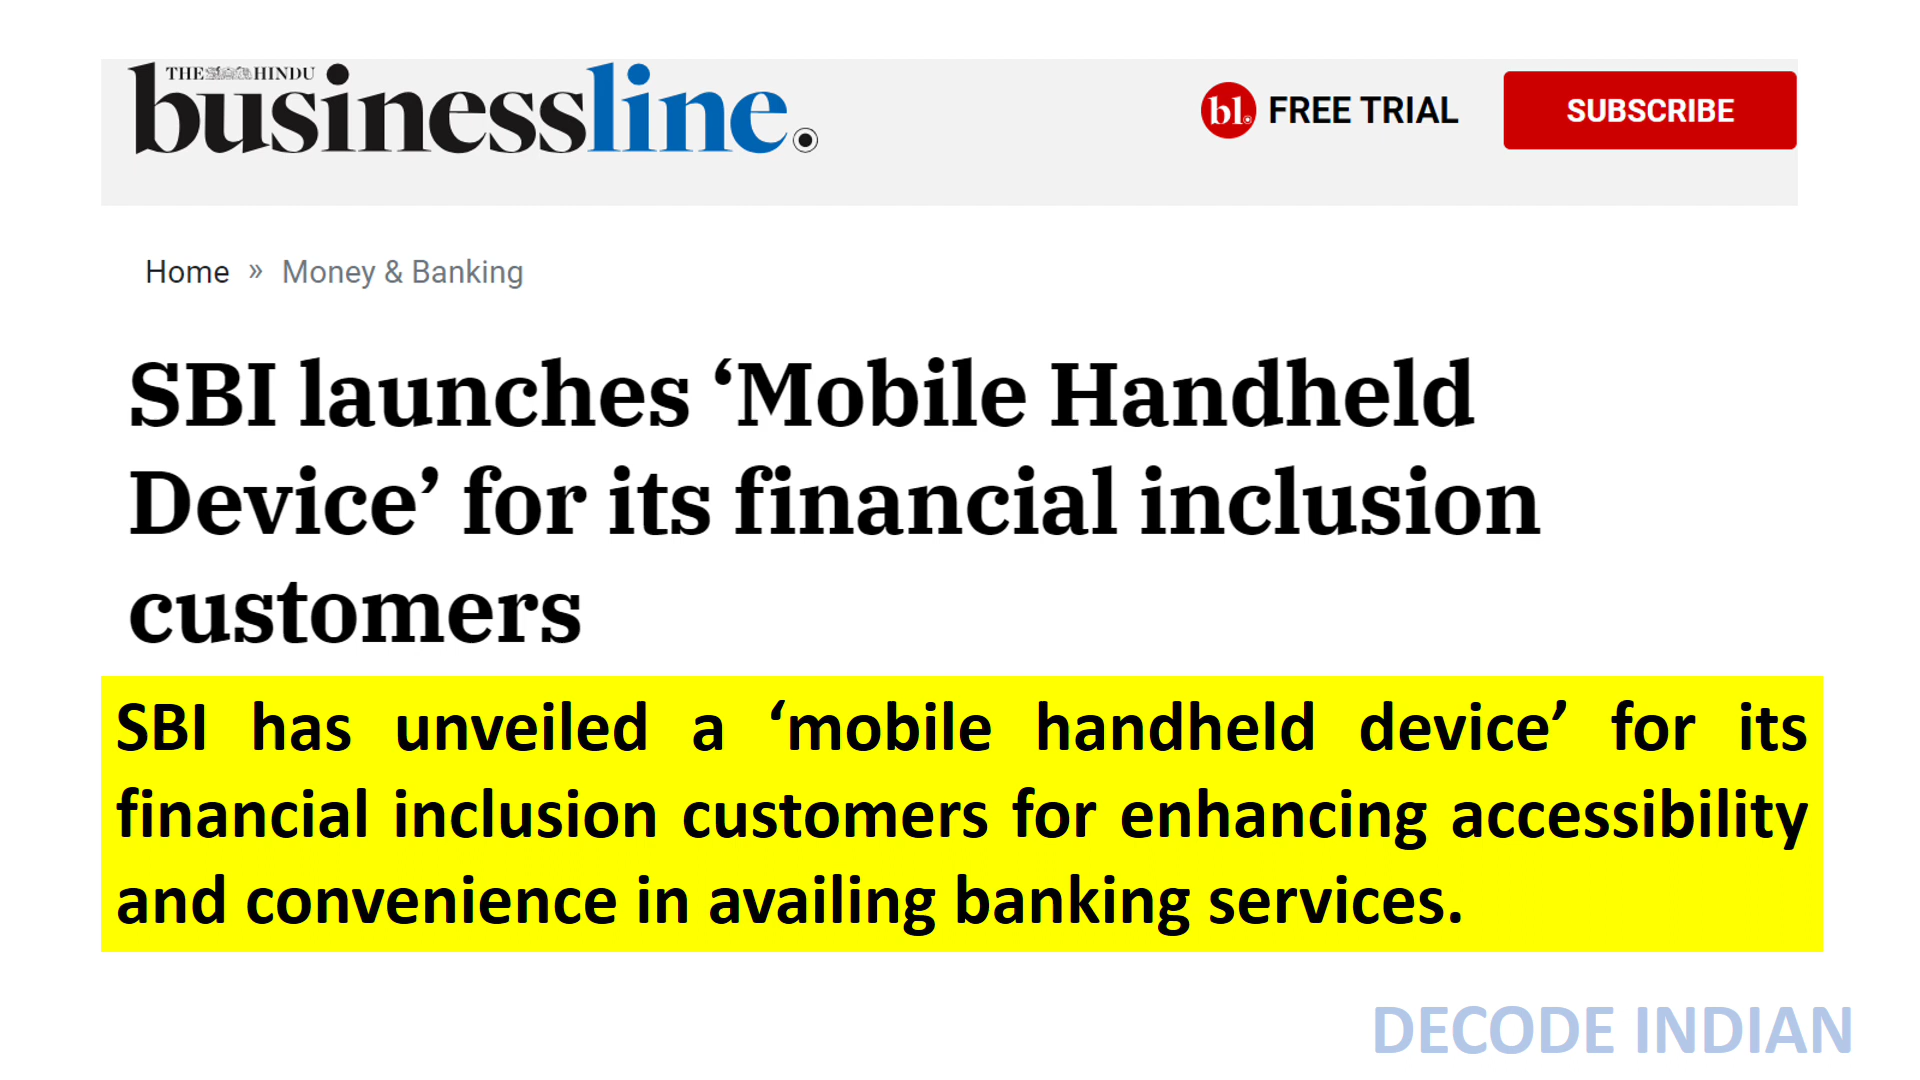 THE HINDU
businessline.
bl. FREE TRIAL
SUBSCRIBE
Home » Money & Banking
SBI launches ‘Mobile Handheld
Device’ for its financial inclusion
customers
SBI has unveiled a ‘mobile handheld device’ for its
financial inclusion customers for enhancing accessibility
and convenience in availing banking services.
DECODE INDIAN